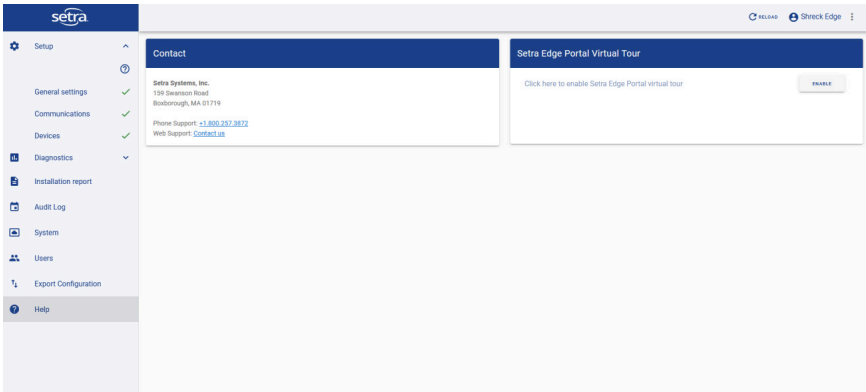 setra
RELOAD
Shreck Edge
Setup
General settings
Communications
Devices
Diagnostics
Installation report
Audit Log
System
Users
Export Configuration
Help
Contact
Setra Systems, Inc.
159 Swanson Road
Boxborough, MA 01719
Phone Support: +1.800.257.3872
Web Support: Contact us
Setra Edge Portal Virtual Tour
Click here to enable Setra Edge Portal virtual tour
ENABLE